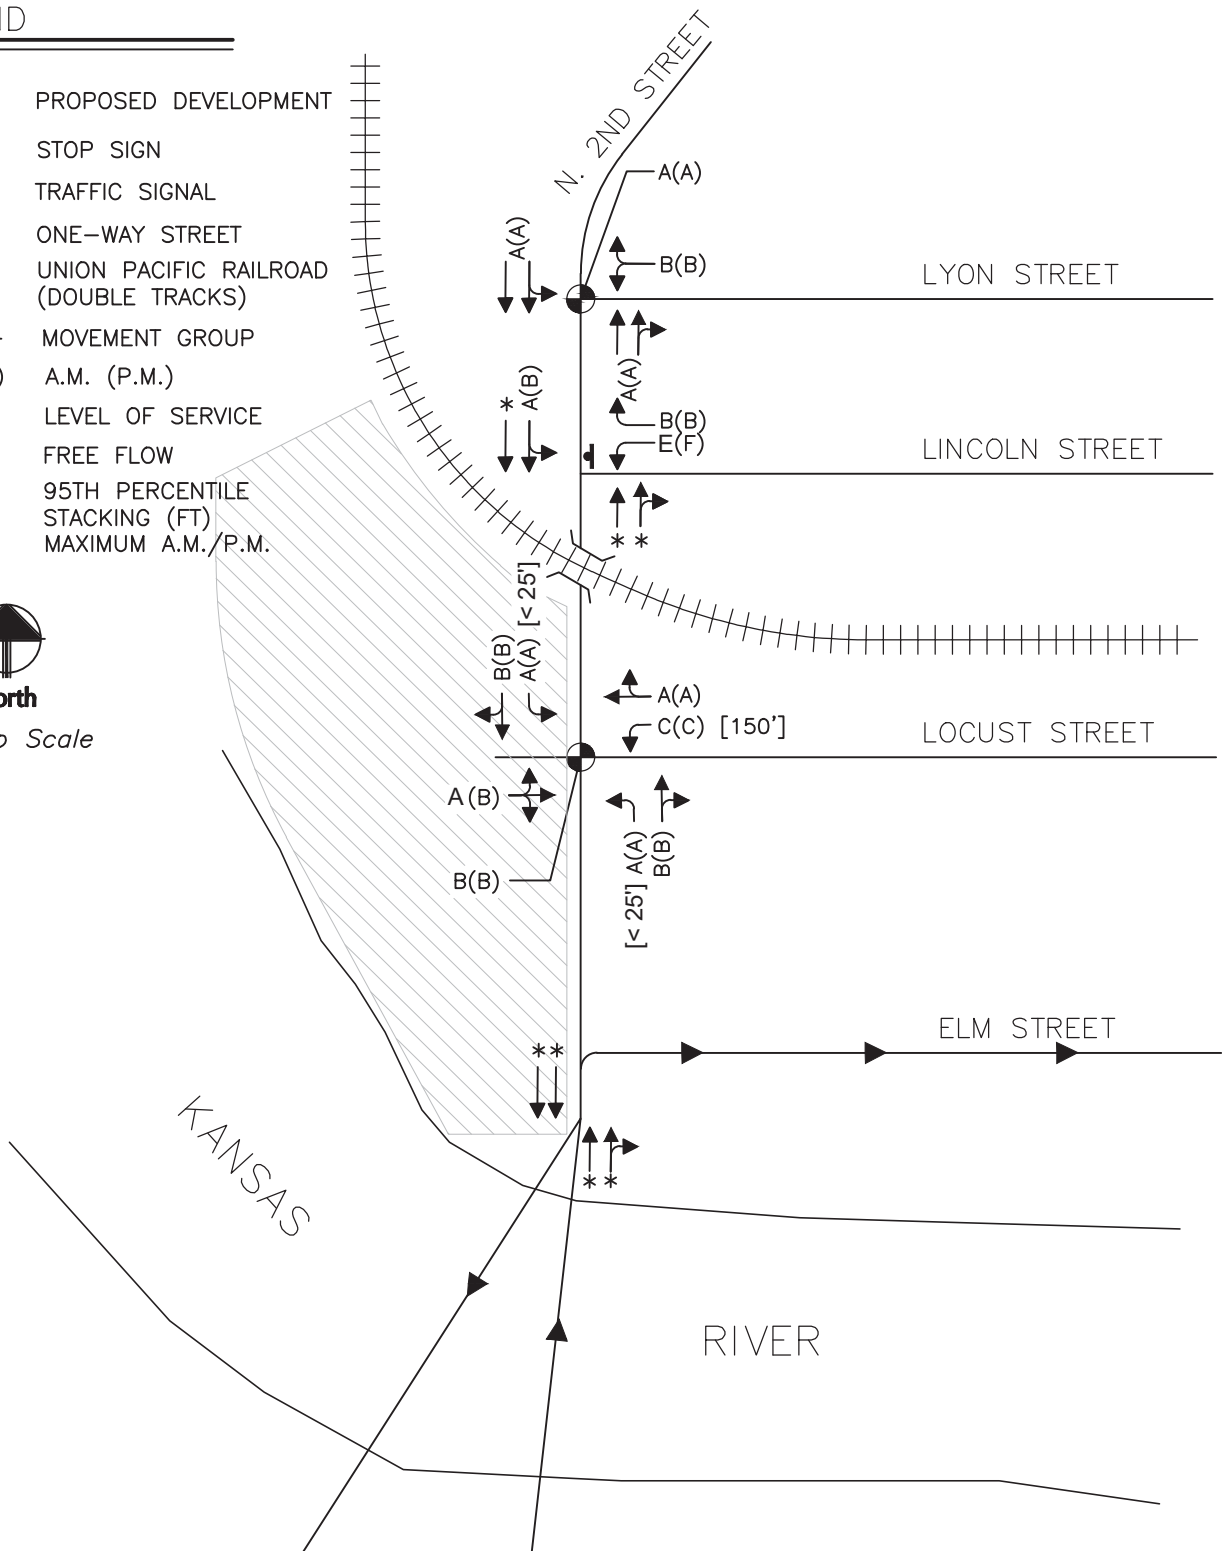 PROPOSED DEVELOPMENT
STOP SIGN
TRAFFIC SIGNAL
ONE-WAY STREET
UNION PACIFIC RAILROAD
(DOUBLE TRACKS)
MOVEMENT GROUP
A.M. (P.M.)
LEVEL OF SERVICE
FREE FLOW
95TH PERCENTILE
STACKING (FT)
MAXIMUM A.M./P.M.
Scale
N. 2ND STREET
A(A)
A(A)
B(B)
LYON STREET
A(A)
* A(B)
B(B)
E(F)
LINCOLN STREET
* *
B(B)
A(A) [< 25']
A(A)
C(C) [150']
LOCUST STREET
A(B)
B(B)
[< 25'] A(A)
B(B)
ELM STREET
* *
* *
KANSAS
RIVER